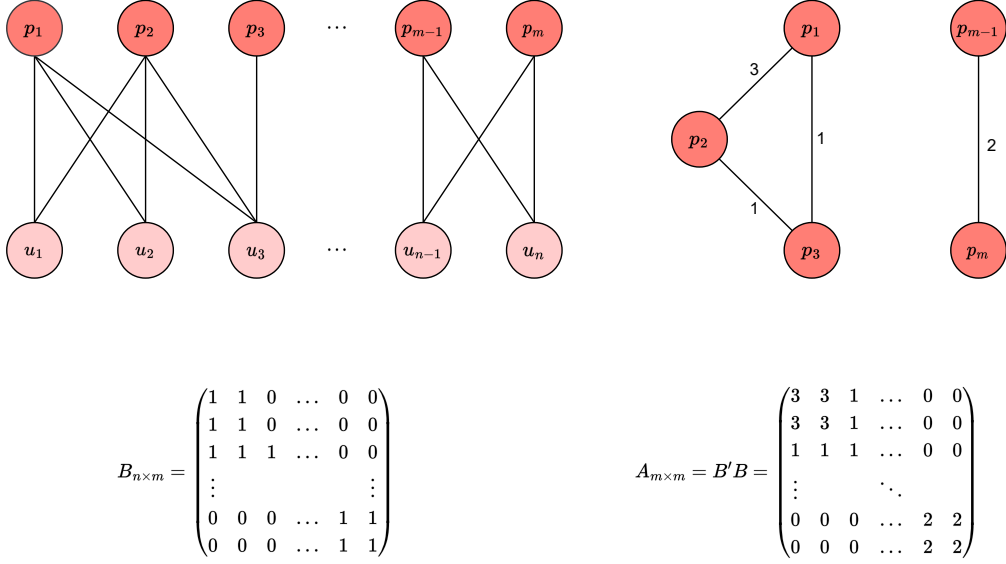 p₁ p₂ p₃ ⋯ pₘ₋₁ pₘ p₁ pₘ₋₁
3
p₂ 1 2
1
u₁ u₂ u₃ ⋯ uₙ₋₁ uₙ p₃ pₘ
1 1 0 … 0 0
1 1 0 … 0 0
1 1 1 … 0 0
Bₙₓₘ =
⋮ ⋮
0 0 0 … 1 1
0 0 0 … 1 1
3 3 1 … 0 0
3 3 1 … 0 0
1 1 1 … 0 0
Aₘₓₘ = B′B =
⋮ ⋱
0 0 0 … 2 2
0 0 0 … 2 2